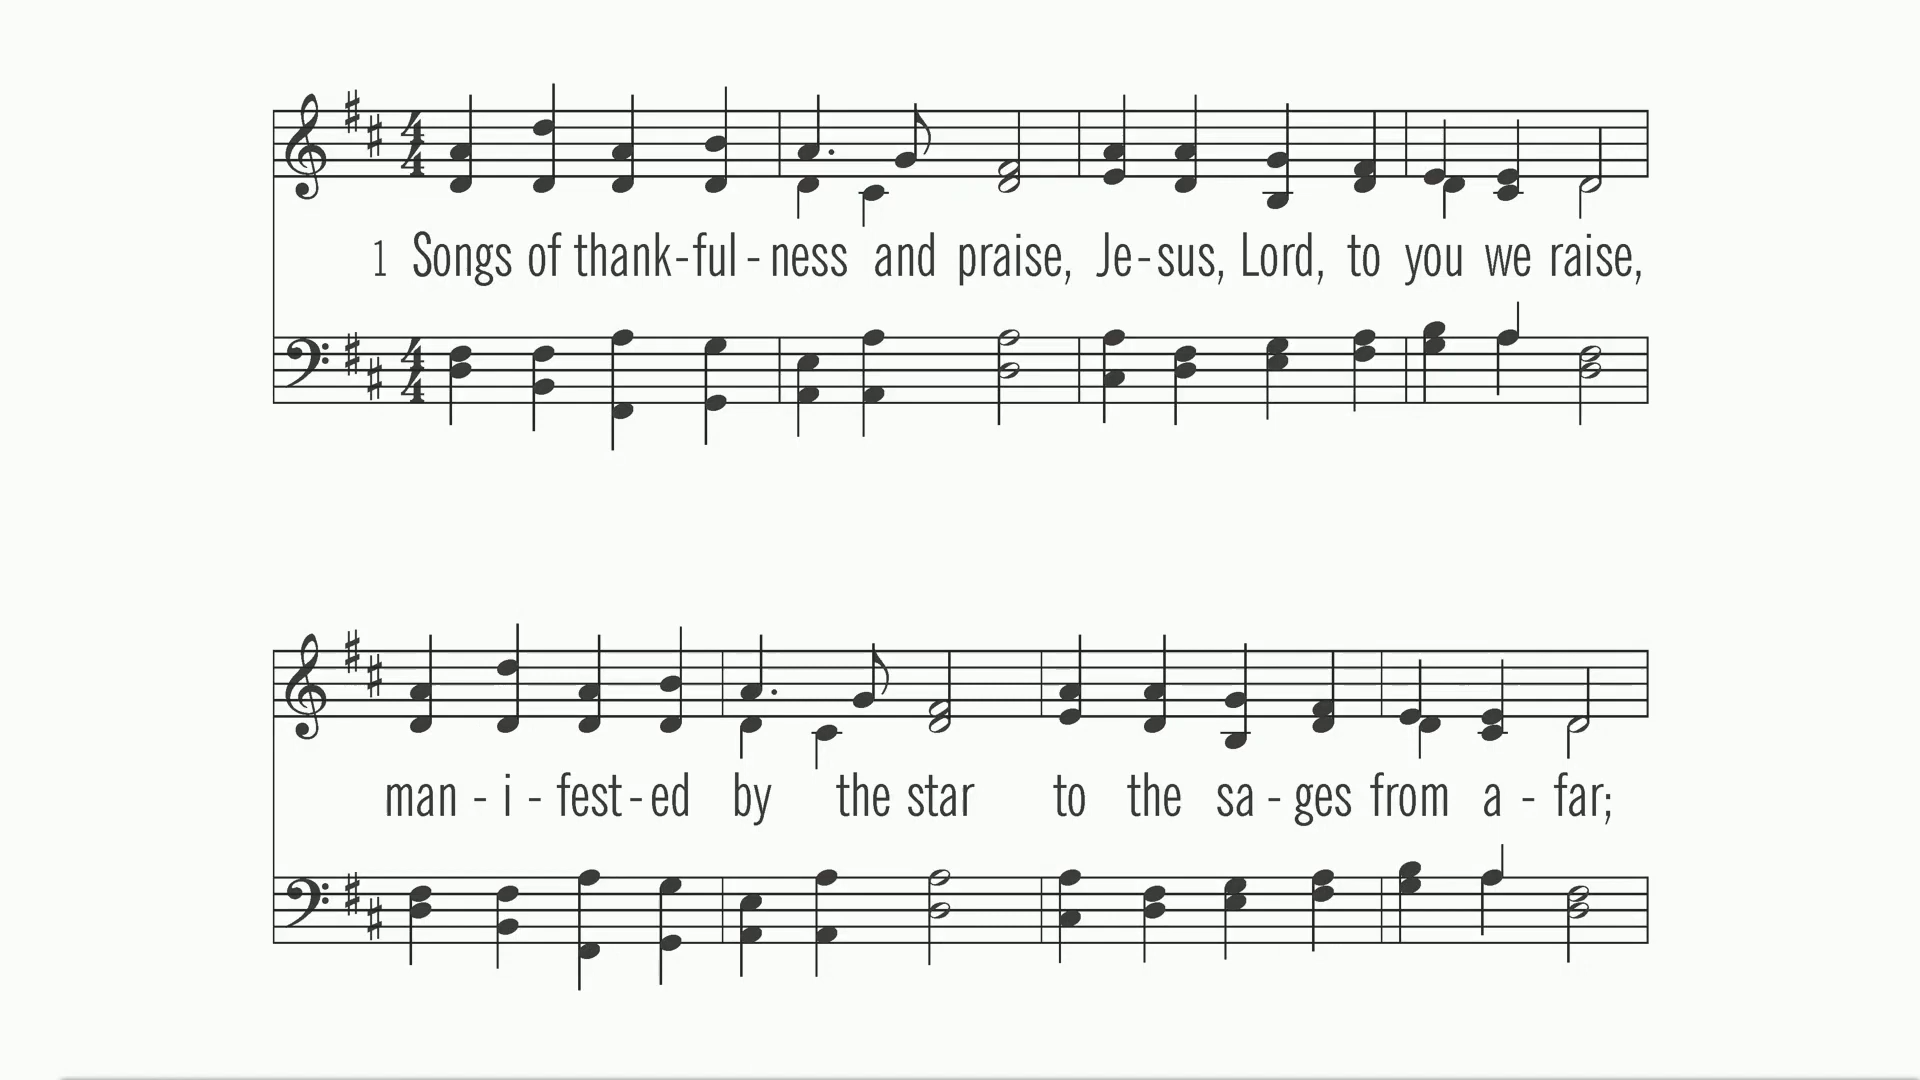 1 Songs of thank-ful-ness and praise, Je-sus, Lord, to you we raise,
man - i - fest-ed by the star to the sa - ges from a - far;